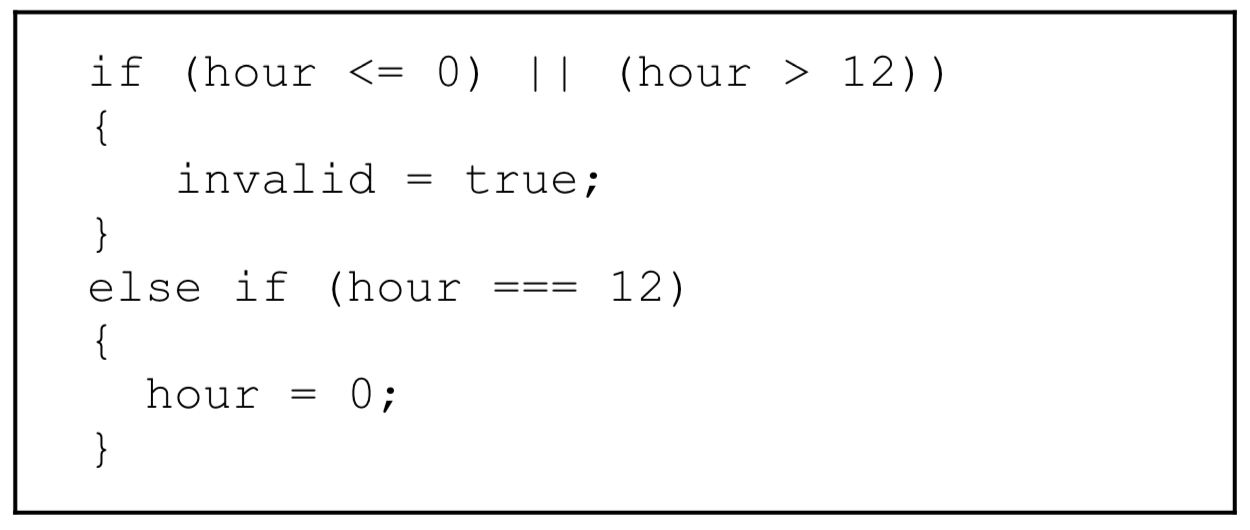 if (hour <= 0) || (hour > 12))
{
invalid = true;
}
else if (hour === 12)
{
hour = 0;
}